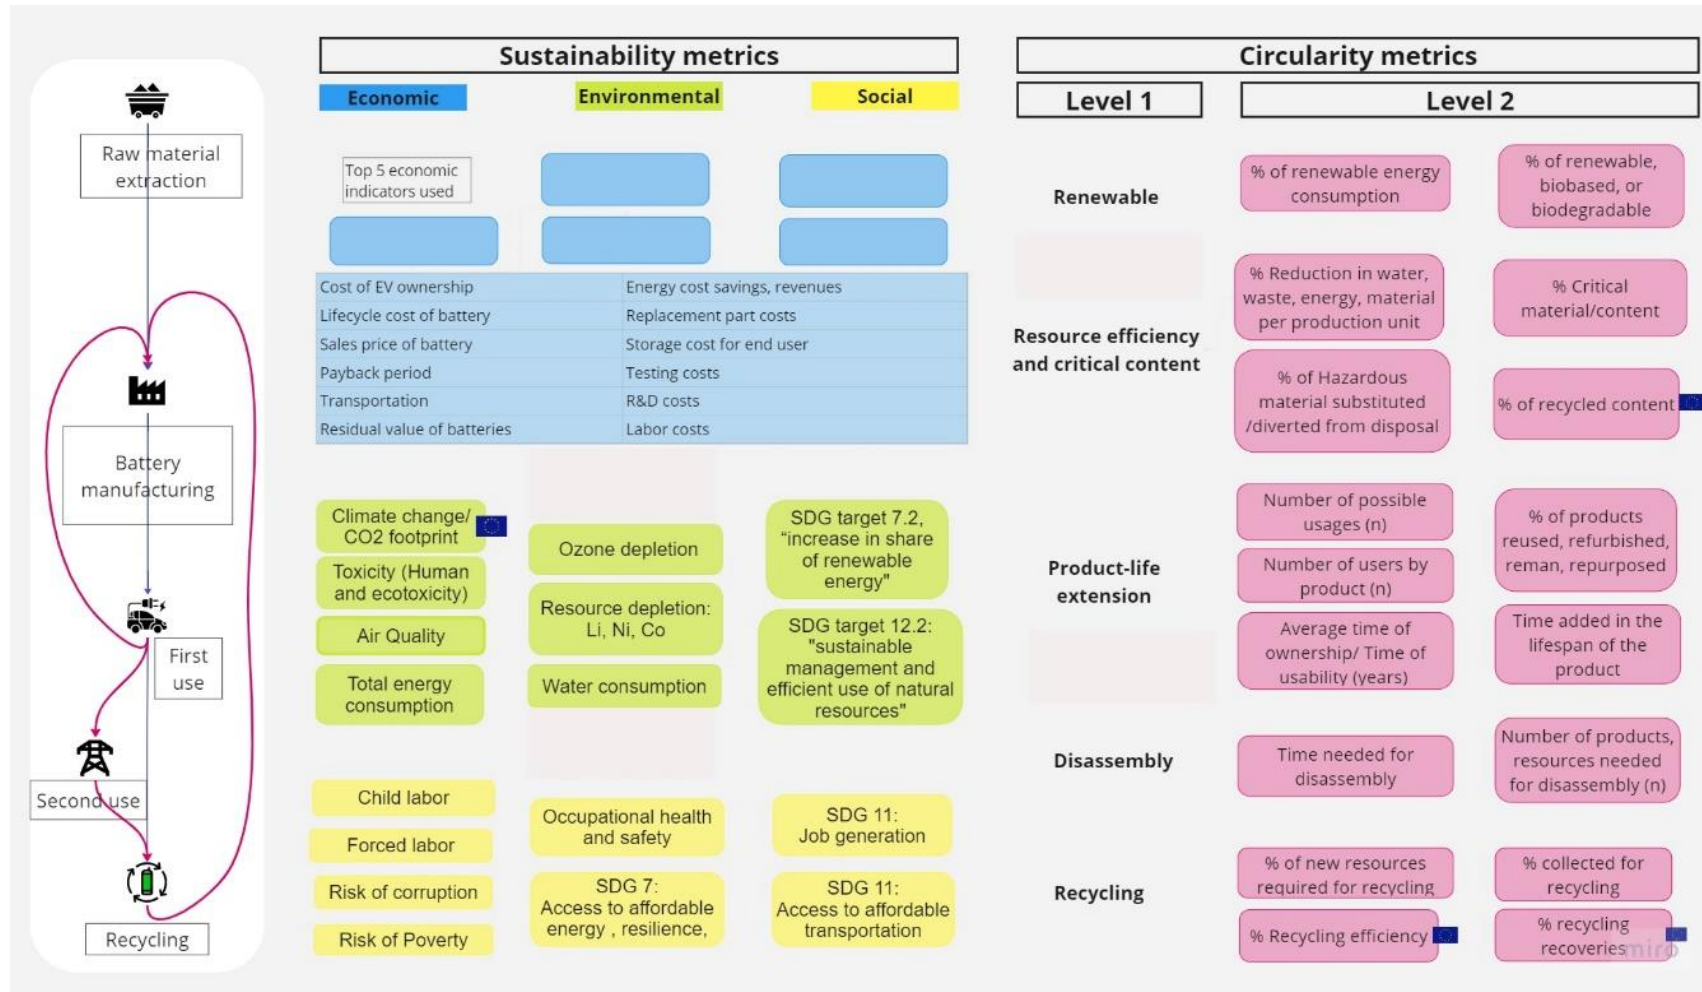 Sustainability metrics
Economic
Environmental
Social
Circularity metrics
Level 1
Level 2
Raw material
extraction
Battery
manufacturing
First
use
Second use
Recycling
Top 5 economic
indicators used
Cost of EV ownership
Energy cost savings, revenues
Lifecycle cost of battery
Replacement part costs
Sales price of battery
Storage cost for end user
Payback period
Testing costs
Transportation
R&D costs
Residual value of batteries
Labor costs
Climate change/
CO2 footprint
Toxicity (Human
and ecotoxicity)
Air Quality
Total energy
consumption
Ozone depletion
Resource depletion:
Li, Ni, Co
Water consumption
SDG target 7.2,
“increase in share
of renewable
energy"
SDG target 12.2:
"sustainable
management and
efficient use of natural
resources"
Child labor
Forced labor
Risk of corruption
Risk of Poverty
Occupational health
and safety
SDG 7:
Access to affordable
energy , resilience,
SDG 11:
Job generation
SDG 11:
Access to affordable
transportation
Renewable
% of renewable energy
consumption
% of renewable,
biobased, or
biodegradable
Resource efficiency
and critical content
% Reduction in water,
waste, energy, material
per production unit
% Critical
material/content
% of Hazardous
material substituted
/diverted from disposal
% of recycled content
Product-life
extension
Number of possible
usages (n)
% of products
reused, refurbished,
reman, repurposed
Number of users by
product (n)
Average time of
ownership/ Time of
usability (years)
Time added in the
lifespan of the
product
Disassembly
Time needed for
disassembly
Number of products,
resources needed
for disassembly (n)
Recycling
% of new resources
required for recycling
% collected for
recycling
% Recycling efficiency
% recycling
recoveries
miro